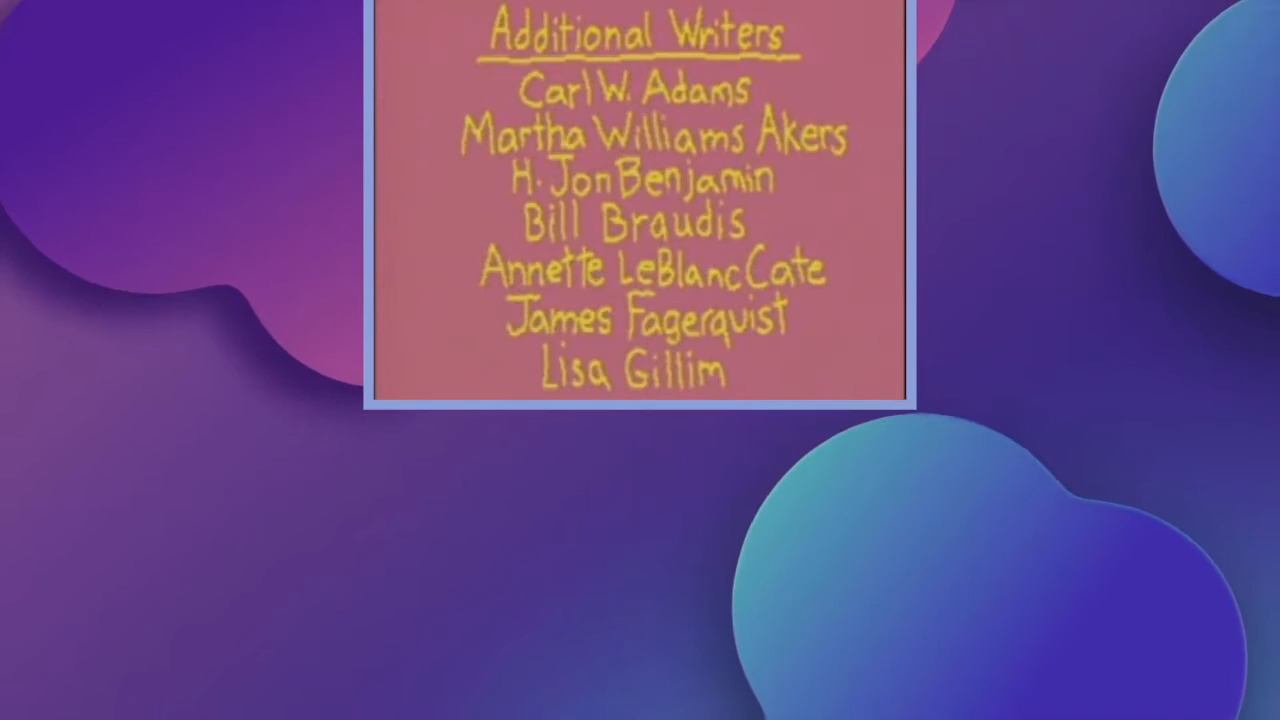 Additional Writers
Carl W. Adams
Martha Williams Akers
H. Jon Benjamin
Bill Braudis
Annette LeBlanc Cate
James Fagerquist
Lisa Gillim